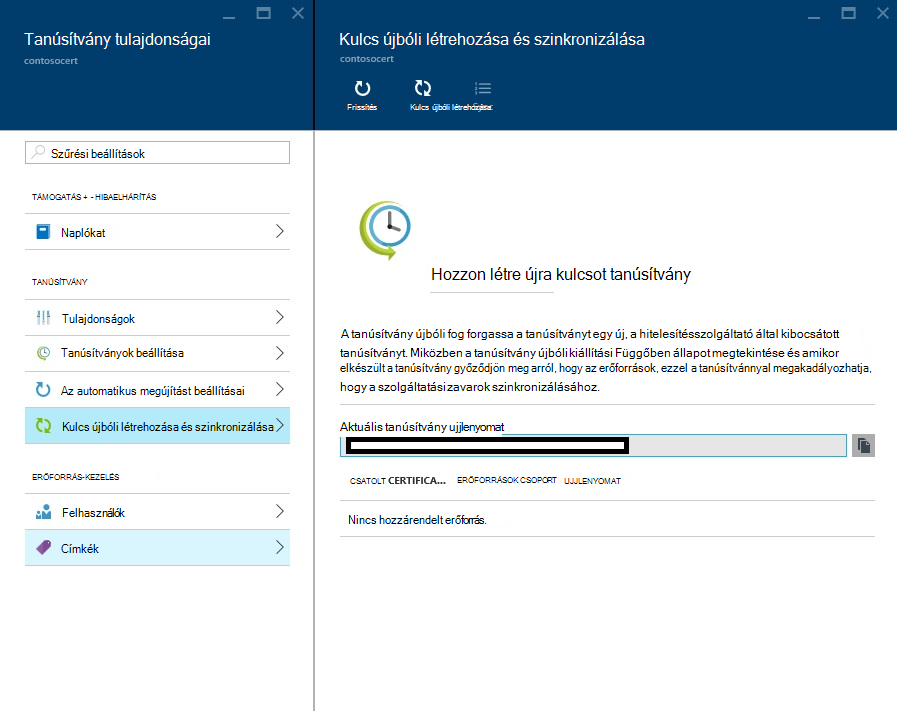 Tanúsítvány tulajdonságai
contosocert
Szűrési beállítások
TÁMOGATÁS + - HIBAELHÁRÍTÁS
Naplókat
TANÚSÍTVÁNY
Tulajdonságok
Tanúsítványok beállítása
Az automatikus megújítást beállításai
Kulcs újbóli létrehozása és szinkronizálása
ERŐFORRÁS-KEZELÉS
Felhasználók
Címkék
Kulcs újbóli létrehozása és szinkronizálása
contosocert
Frissítés
Kulcs újbóli létrehozása
Hozzon létre újra kulcsot tanúsítvány
A tanúsítvány újbóli fog forgassa a tanúsítványt egy új, a hitelesítésszolgáltató által kibocsátott
tanúsítványt. Miközben a tanúsítvány újbóli kiállítási Függőben állapot megtekintése és amikor
elkészült a tanúsítvány győződjön meg arról, hogy az erőforrások, ezzel a tanúsítvánnyal megakadályozhatja,
hogy a szolgáltatási zavarok szinkronizálásához.
Aktuális tanúsítvány ujjlenyomat
CSATOLT CERTIFICA... ERŐFORRÁSOK CSOPORT UJJLENYOMAT
Nincs hozzárendelt erőforrás.